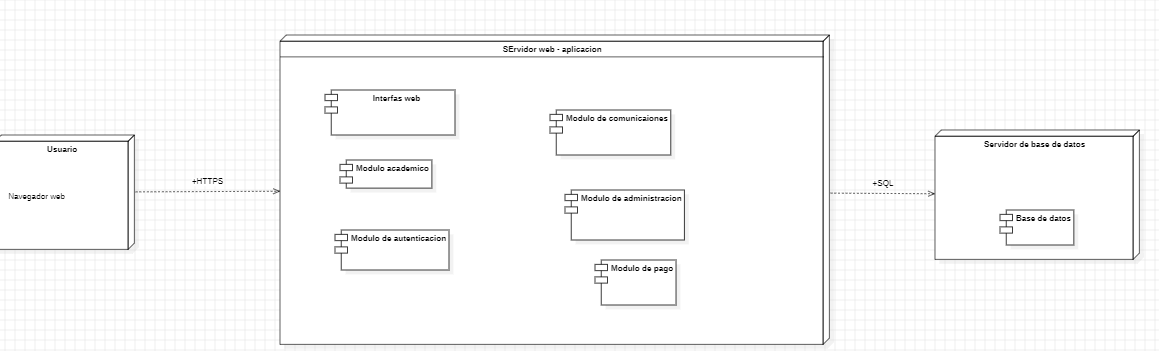 SErvidor web - aplicacion
Interfas web
Modulo de comunicaiones
Usuario
Servidor de base de datos
Modulo academico
+HTTPS
+SQL
Navegador web
Modulo de administracion
Base de datos
Modulo de autenticacion
Modulo de pago